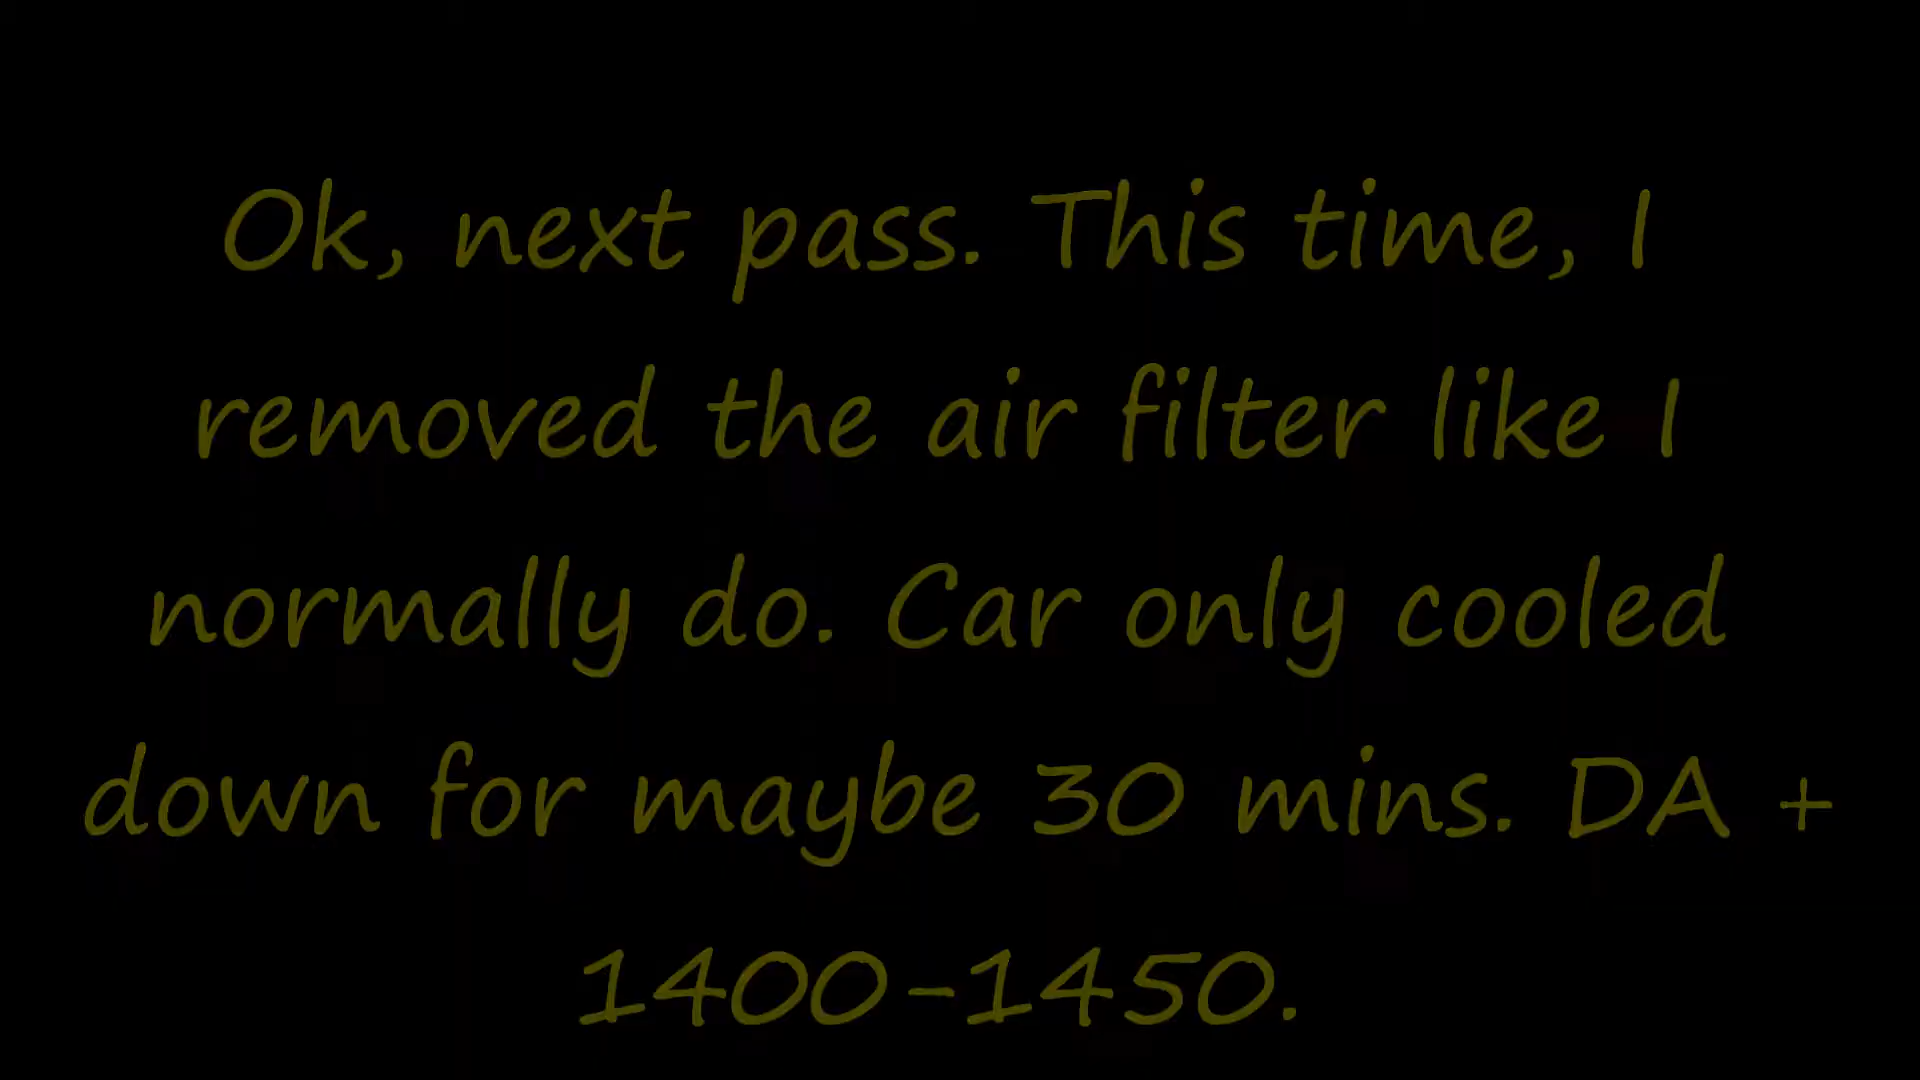 Ok, next pass. This time, I
removed the air filter like I
normally do. Car only cooled
down for maybe 30 mins. DA +
1400-1450.